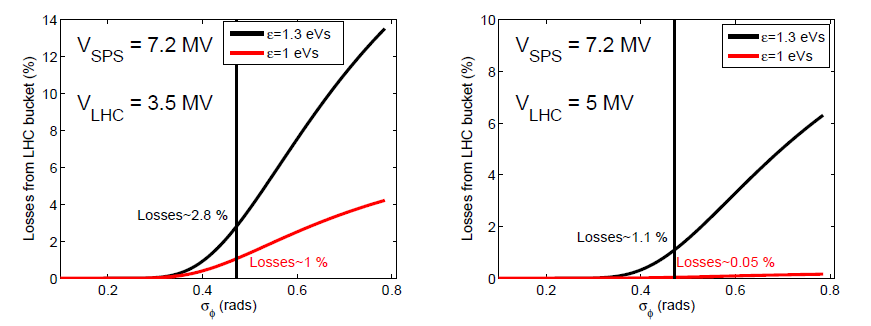 V_SPS = 7.2 MV
V_LHC = 3.5 MV
ε=1.3 eVs
ε=1 eVs
Losses~2.8 %
Losses~1 %
Losses from LHC bucket (%)
14
12
10
8
6
4
2
0
0.2
0.4
0.6
0.8
σ_ϕ (rads)
V_SPS = 7.2 MV
V_LHC = 5 MV
ε=1.3 eVs
ε=1 eVs
Losses~1.1 %
Losses~0.05 %
Losses from LHC bucket (%)
10
8
6
4
2
0
0.2
0.4
0.6
0.8
σ_ϕ (rads)